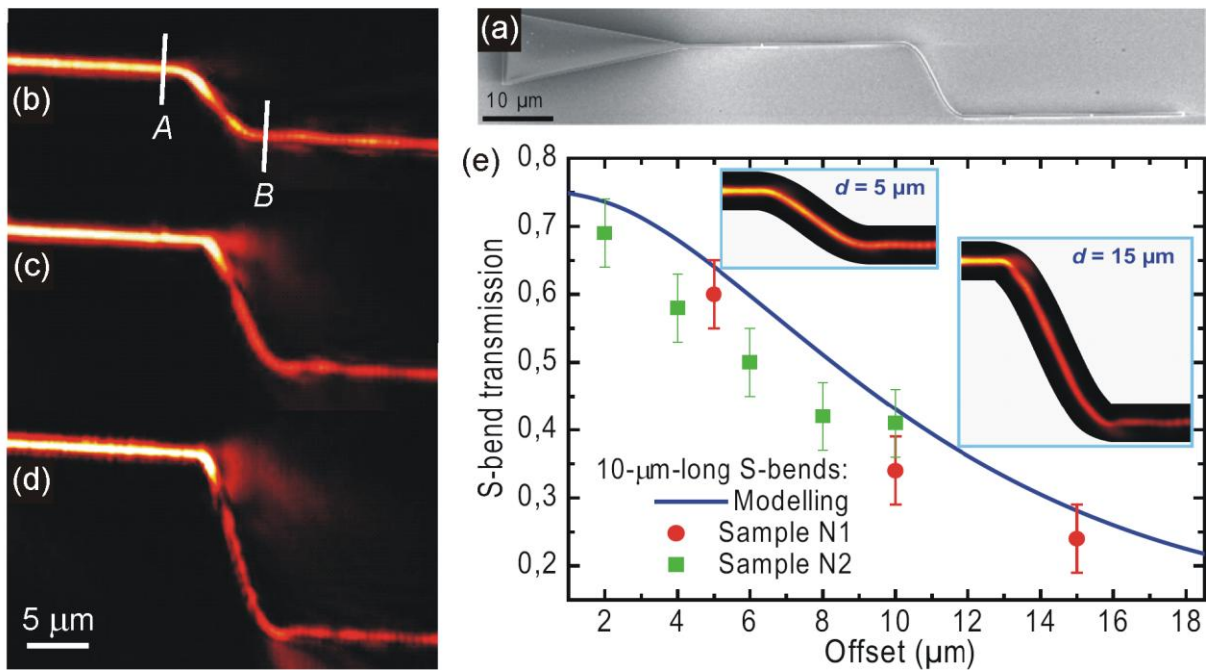 (a)
10 µm
(b)
A
B
(c)
(d)
5 µm
(e)
S-bend transmission
0,8
0,7
0,6
0,5
0,4
0,3
0,2
d = 5 µm
d = 15 µm
10-µm-long S-bends:
Modelling
Sample N1
Sample N2
2 4 6 8 10 12 14 16 18
Offset (µm)